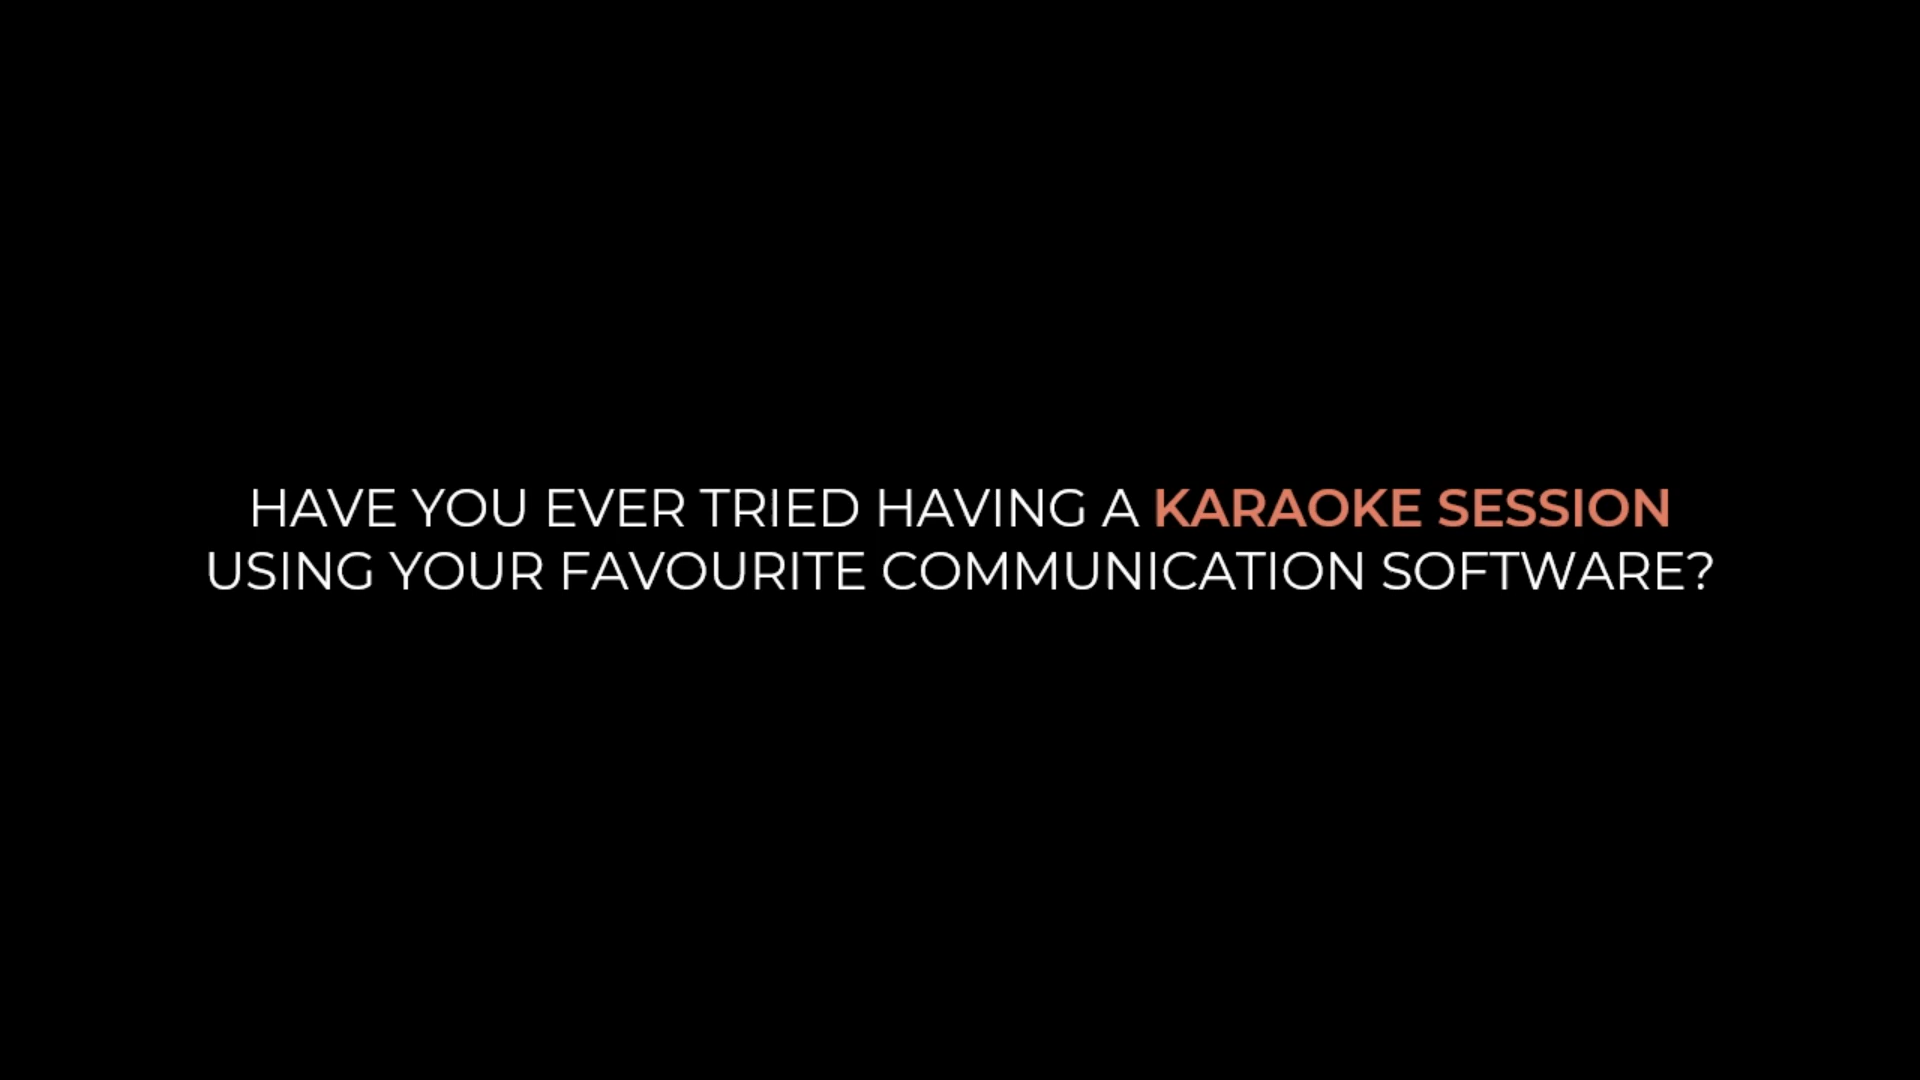 HAVE YOU EVER TRIED HAVING A KARAOKE SESSION
USING YOUR FAVOURITE COMMUNICATION SOFTWARE?